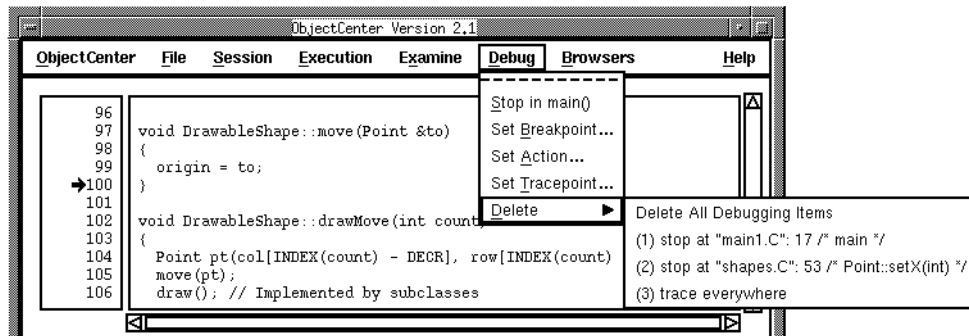 ObjectCenter Version 2.1
ObjectCenter File Session Execution Examine Debug Browsers Help
Stop in main()
Set Breakpoint...
Set Action...
Set Tracepoint...
Delete
Delete All Debugging Items
(1) stop at "main1.C": 17 /* main */
(2) stop at "shapes.C": 53 /* Point::setX(int) */
(3) trace everywhere
96
97 void DrawableShape::move(Point &to)
98 {
99 origin = to;
100 }
101
102 void DrawableShape::drawMove(int count
103 {
104 Point pt(col[INDEX(count) - DECR], row[INDEX(count)
105 move(pt);
106 draw(); // Implemented by subclasses